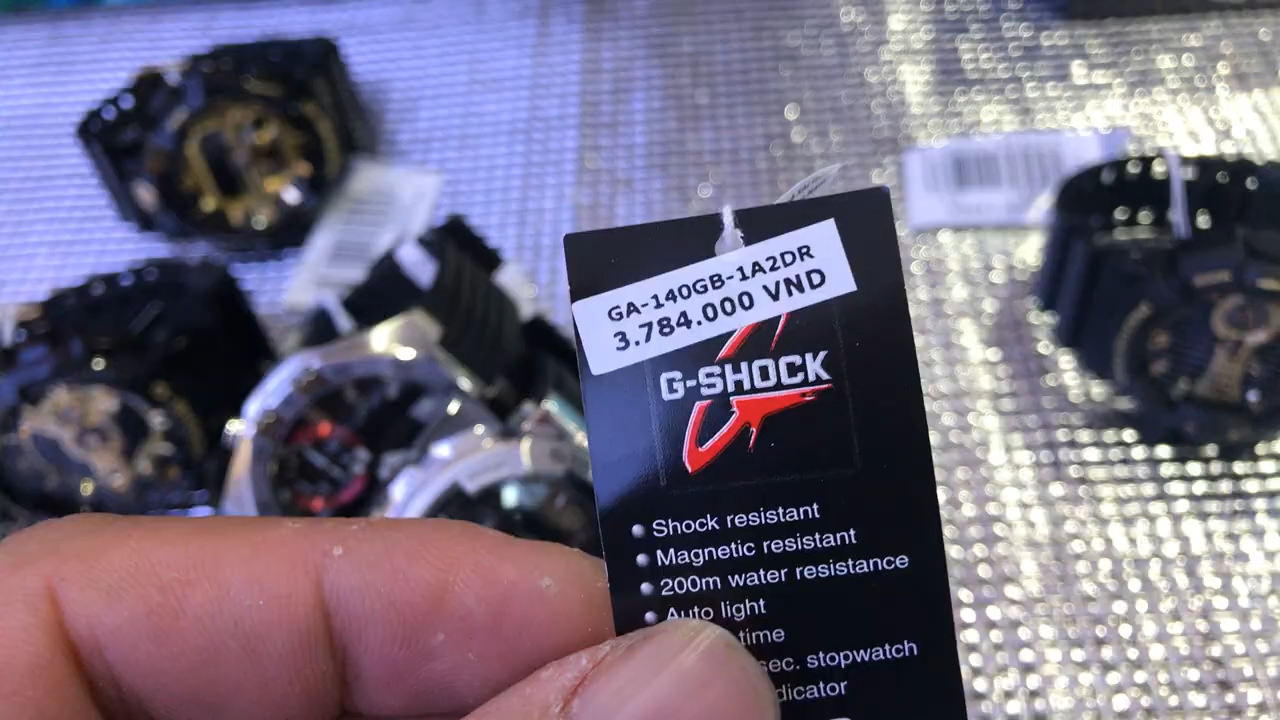 GA-140GB-1A2DR
3.784.000 VND
G-SHOCK
Shock resistant
Magnetic resistant
200m water resistance
Auto light
time
sec. stopwatch